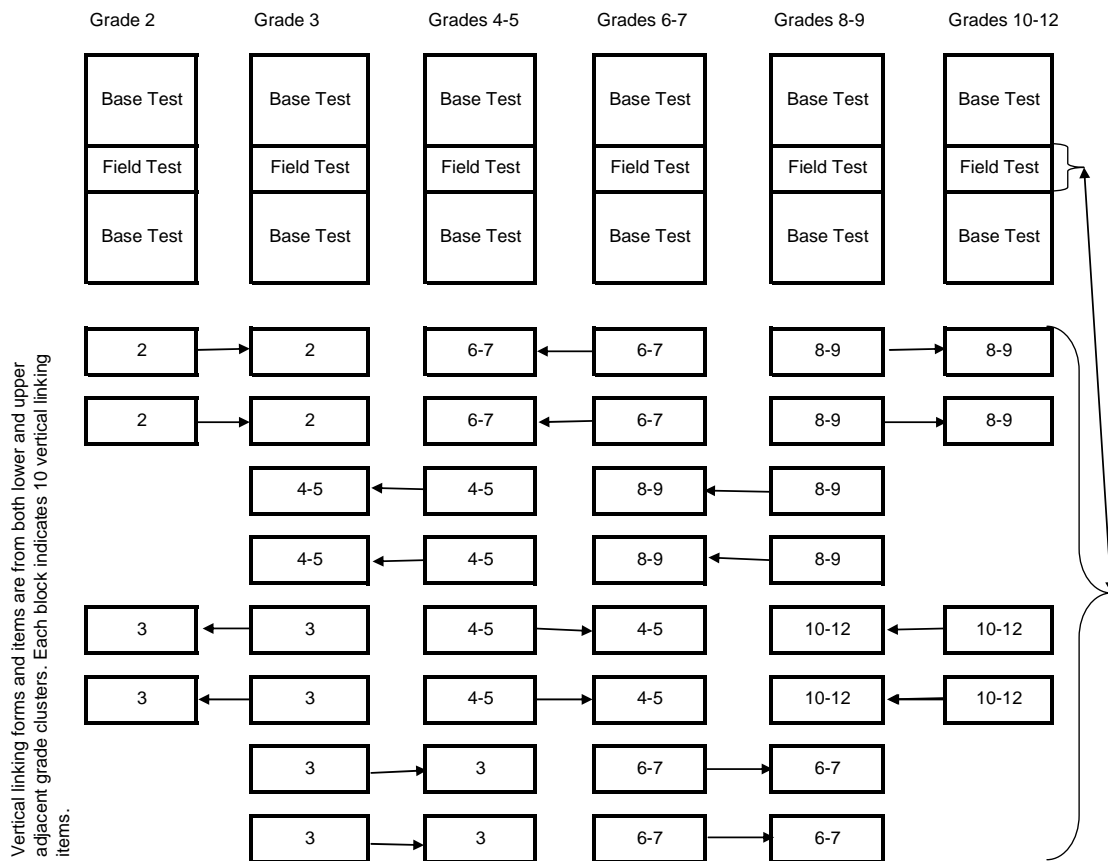 Grade 2 Grade 3 Grades 4-5 Grades 6-7 Grades 8-9 Grades 10-12
Base Test Base Test Base Test Base Test Base Test Base Test
Field Test Field Test Field Test Field Test Field Test Field Test
Base Test Base Test Base Test Base Test Base Test Base Test
Vertical linking forms and items are from both lower and upper
adjacent grade clusters. Each block indicates 10 vertical linking
items.
2 2 6-7 6-7 8-9 8-9
2 2 6-7 6-7 8-9 8-9
4-5 4-5 8-9 8-9
4-5 4-5 8-9 8-9
3 3 4-5 4-5 10-12 10-12
3 3 4-5 4-5 10-12 10-12
3 3 6-7 6-7
3 3 6-7 6-7